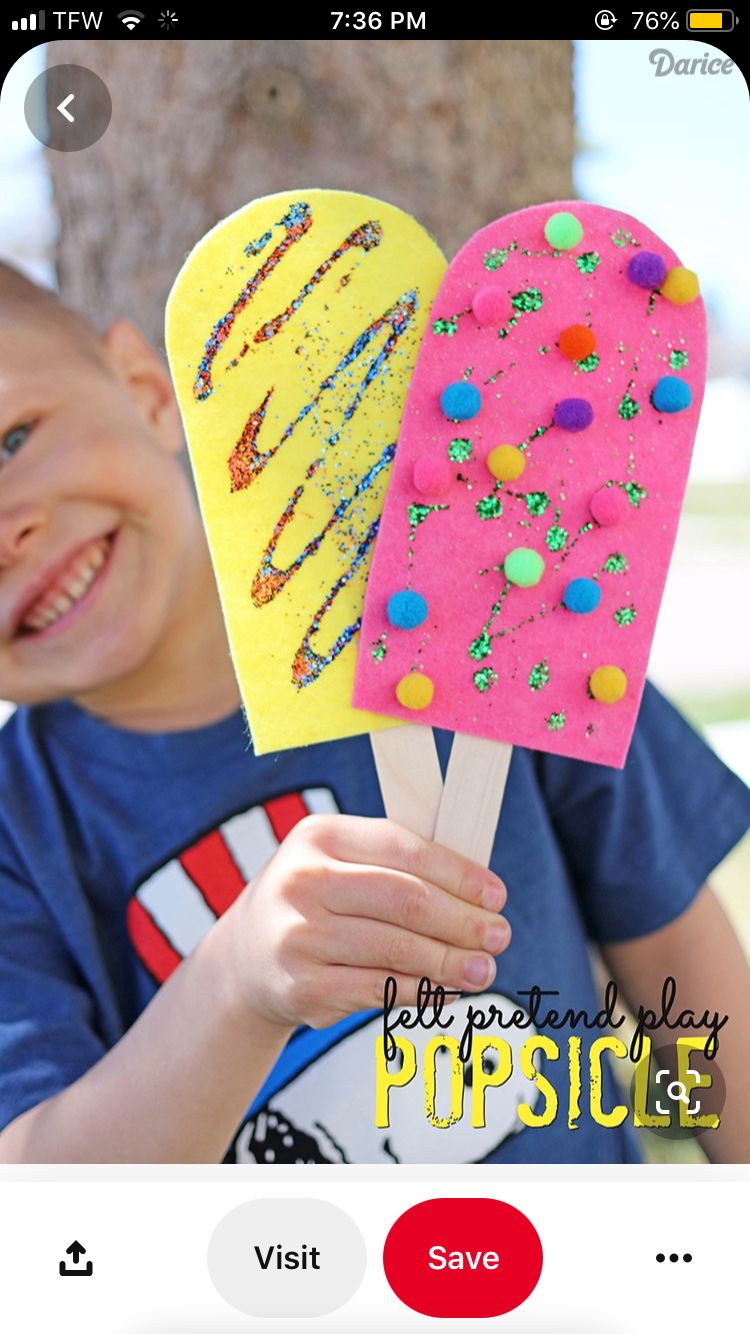 TFW 7:36 PM 76%
Darice
felt pretend play
POPSICLE
Visit Save